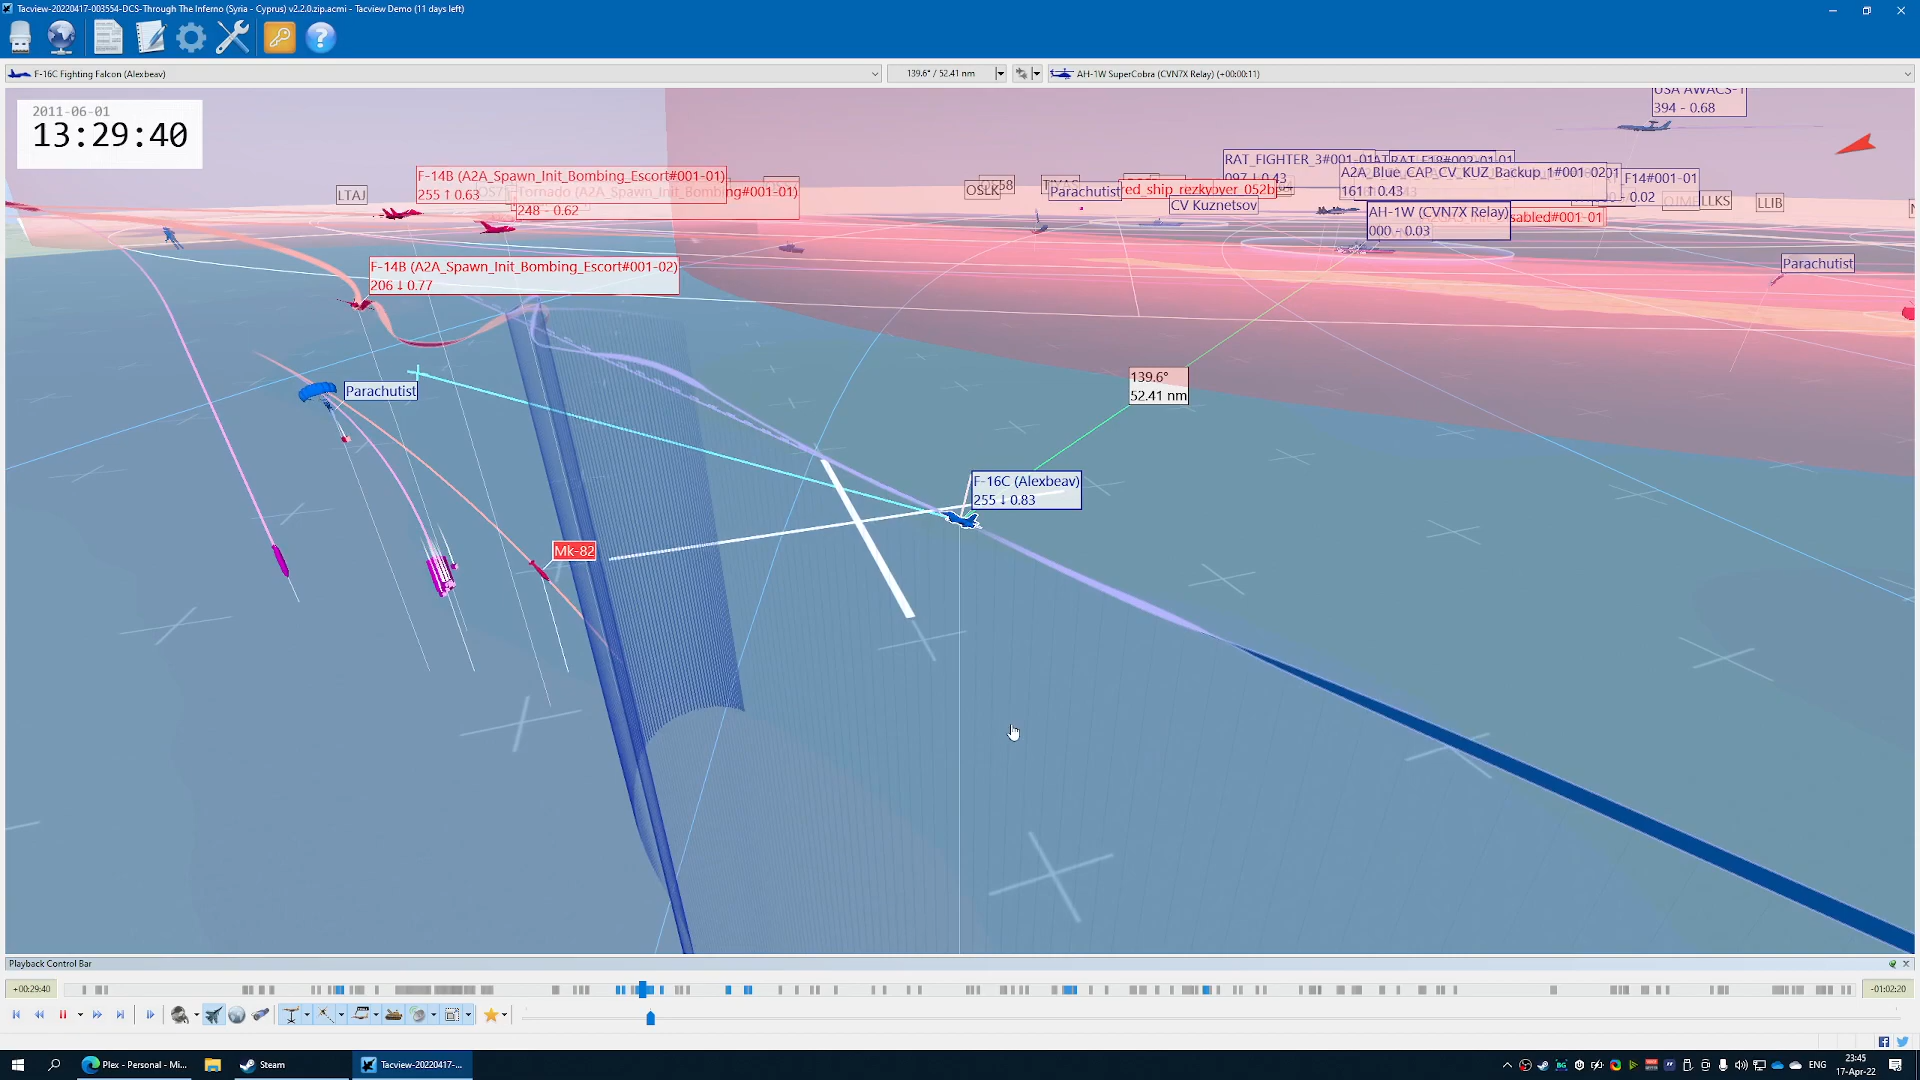 Tacview-20220417-003554-DCS-Through The Inferno (Syria - Cyprus) v2.2.0.zip.acmi - Tacview Demo (11 days left)
F-16C Fighting Falcon (Alexbeav)
139.6° / 52.41 nm
AH-1W SuperCobra (CVN7X Relay) (+00:00:11)
2011-06-01
13:29:40
USA AWACS-1
394 - 0.68
LTAJ
F-14B (A2A_Spawn_Init_Bombing_Escort#001-01)
255 ↑ 0.63
Tornado (A2A_Spawn_Init_Bombing#001-01)
248 - 0.62
OSLK
Parachutist
CV Kuznetsov
RAT_FIGHTER_3#001-01
A2A_Blue_CAP_CV_KUZ_Backup_1#001-02
161 ↑ 0.43
F14#001-01
LLKS
LLIB
AH-1W (CVN7X Relay)
000 - 0.03
Parachutist
F-14B (A2A_Spawn_Init_Bombing_Escort#001-02)
206 ↓ 0.77
Parachutist
139.6°
52.41 nm
F-16C (Alexbeav)
255 ↓ 0.83
Mk-82
Playback Control Bar
+00:29:40
-01:02:20
Plex - Personal - Mi...
Steam
Tacview-20220417-...
ENG
23:45
17-Apr-22